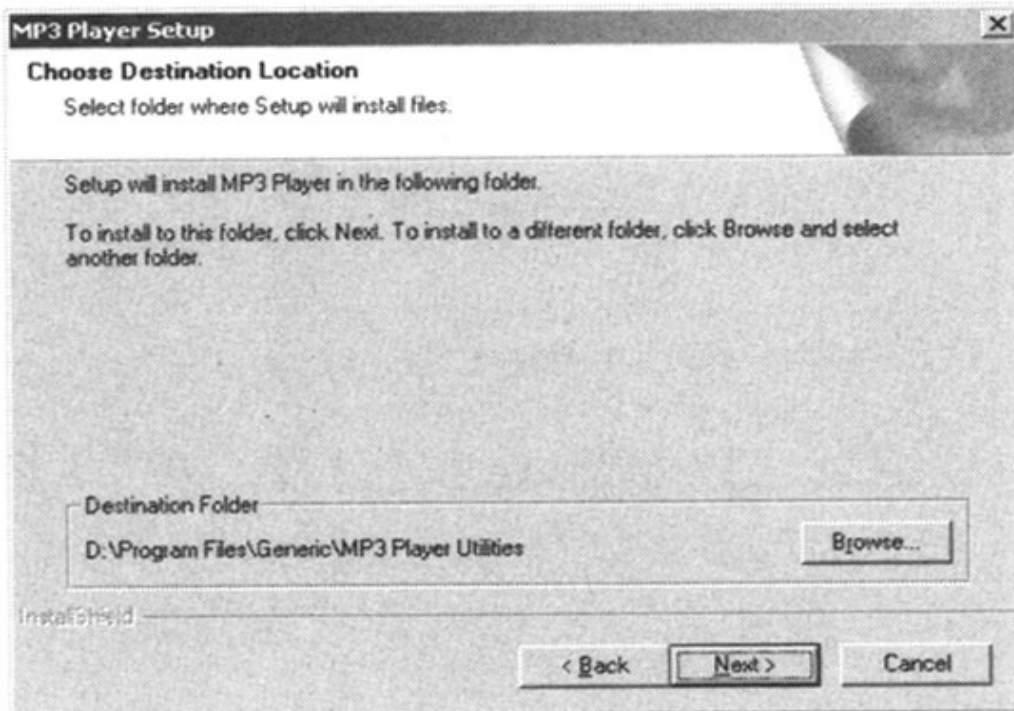 MP3 Player Setup
Choose Destination Location
Select folder where Setup will install files.
Setup will install MP3 Player in the following folder.
To install to this folder, click Next. To install to a different folder, click Browse and select
another folder.
Destination Folder
D:\Program Files\Generic\MP3 Player Utilities
Browse...
InstallShield
< Back
Next >
Cancel